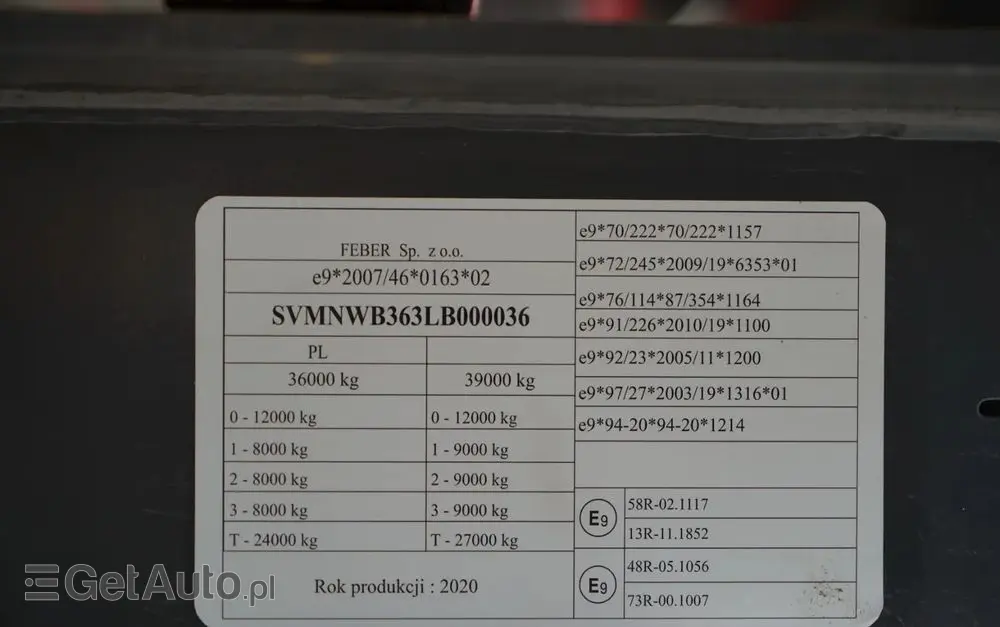 FEBER Sp. z o.o.
e9*2007/46*0163*02
SVMNWB363LB000036
PL
36000 kg 39000 kg
0 - 12000 kg 0 - 12000 kg
1 - 8000 kg 1 - 9000 kg
2 - 8000 kg 2 - 9000 kg
3 - 8000 kg 3 - 9000 kg
T - 24000 kg T - 27000 kg
Rok produkcji : 2020
e9*70/222*70/222*1157
e9*72/245*2009/19*6353*01
e9*76/114*87/354*1164
e9*91/226*2010/19*1100
e9*92/23*2005/11*1200
e9*97/27*2003/19*1316*01
e9*94-20*94-20*1214
E9
58R-02.1117
13R-11.1852
E9
48R-05.1056
73R-00.1007
GetAuto.pl